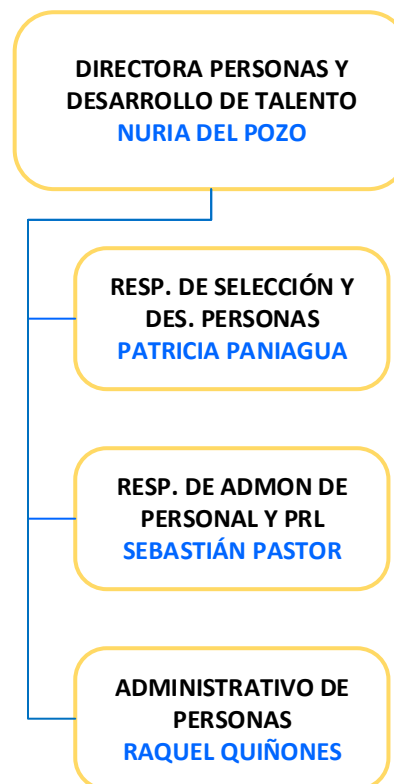 DIRECTORA PERSONAS Y
DESARROLLO DE TALENTO
NURIA DEL POZO
RESP. DE SELECCIÓN Y
DES. PERSONAS
PATRICIA PANIAGUA
RESP. DE ADMON DE
PERSONAL Y PRL
SEBASTIÁN PASTOR
ADMINISTRATIVO DE
PERSONAS
RAQUEL QUIÑONES